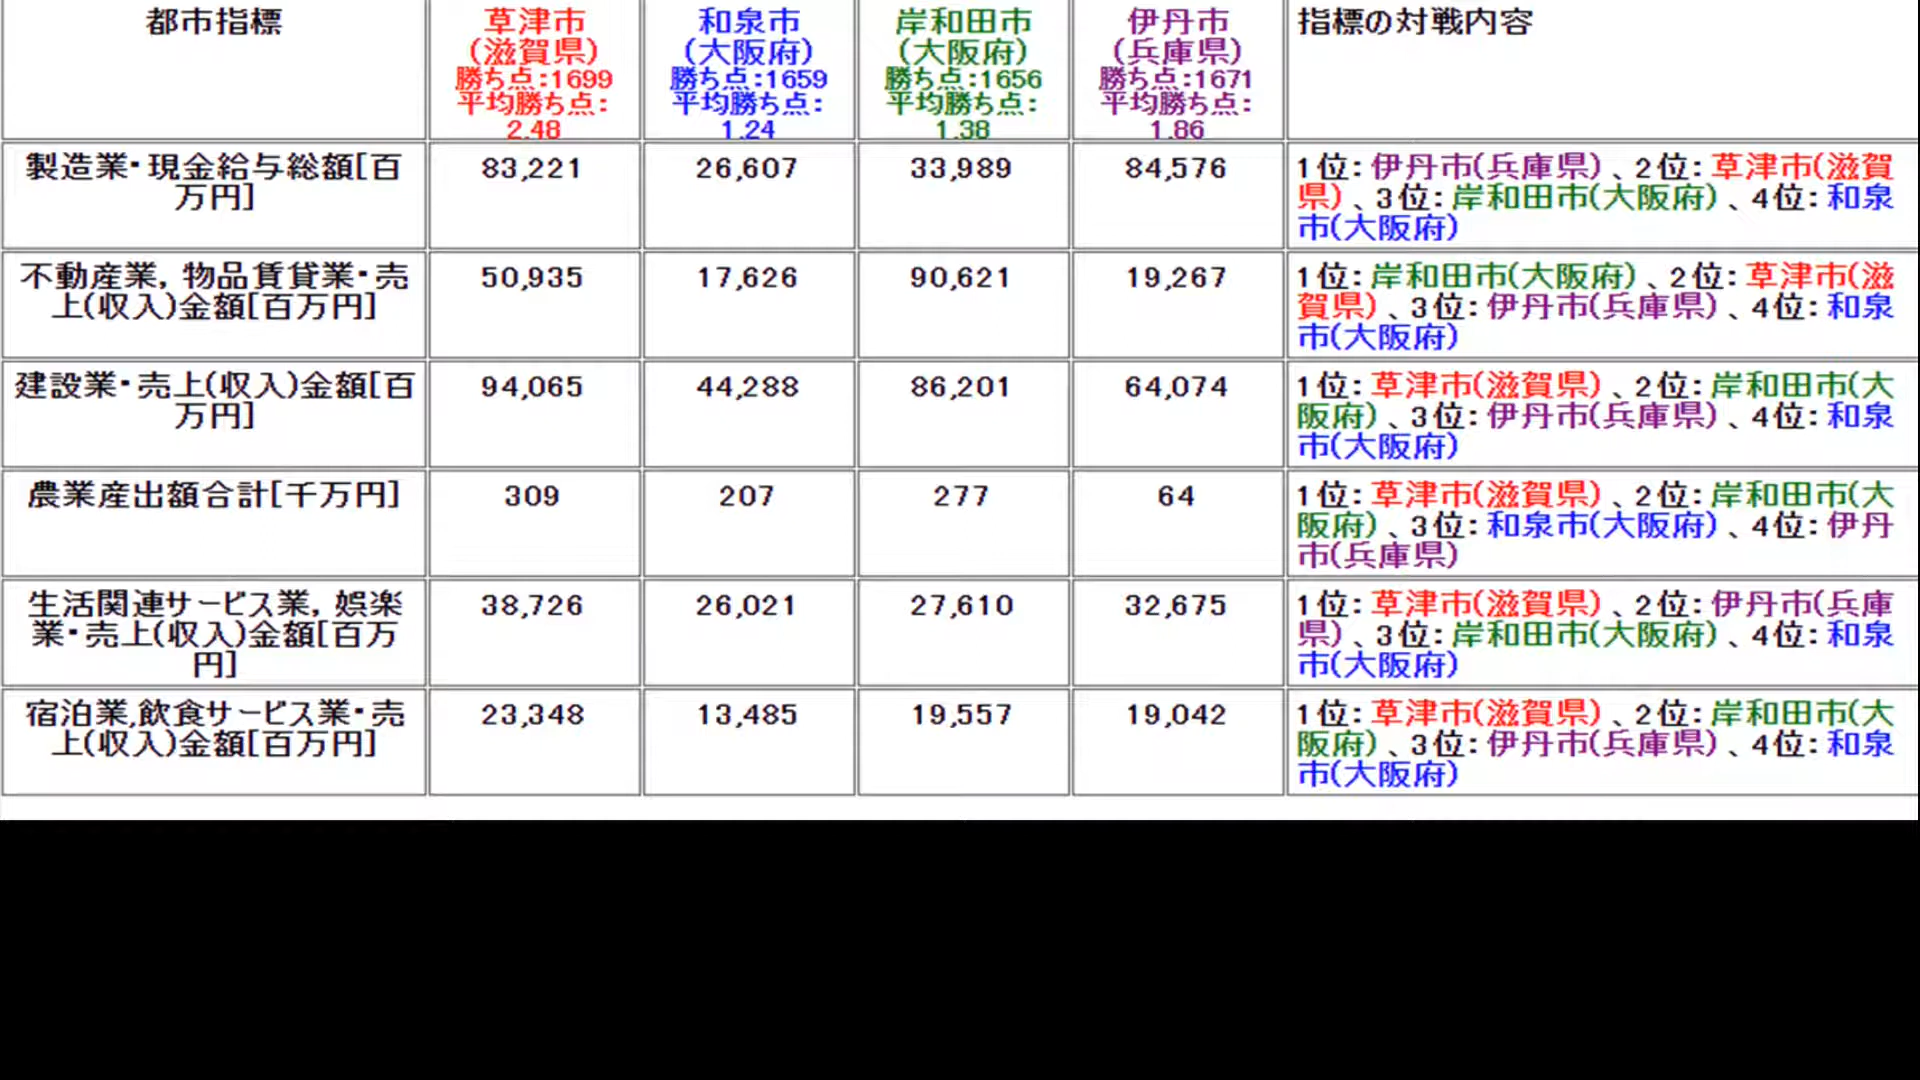 都市指標
草津市
(滋賀県)
勝ち点:1699
平均勝ち点:
2.48
和泉市
(大阪府)
勝ち点:1659
平均勝ち点:
1.24
岸和田市
(大阪府)
勝ち点:1656
平均勝ち点:
1.38
伊丹市
(兵庫県)
勝ち点:1671
平均勝ち点:
1.86
指標の対戦内容
製造業・現金給与総額[百
万円]
83,221
26,607
33,989
84,576
1位: 伊丹市(兵庫県) 、2位: 草津市(滋賀
県) 、3位: 岸和田市(大阪府) 、4位: 和泉
市(大阪府)
不動産業, 物品賃貸業・売
上(収入)金額[百万円]
50,935
17,626
90,621
19,267
1位: 岸和田市(大阪府) 、2位: 草津市(滋
賀県) 、3位: 伊丹市(兵庫県) 、4位: 和泉
市(大阪府)
建設業・売上(収入)金額[百
万円]
94,065
44,288
86,201
64,074
1位: 草津市(滋賀県) 、2位: 岸和田市(大
阪府) 、3位: 伊丹市(兵庫県) 、4位: 和泉
市(大阪府)
農業産出額合計[千万円]
309
207
277
64
1位: 草津市(滋賀県) 、2位: 岸和田市(大
阪府) 、3位: 和泉市(大阪府) 、4位: 伊丹
市(兵庫県)
生活関連サービス業, 娯楽
業・売上(収入)金額[百万
円]
38,726
26,021
27,610
32,675
1位: 草津市(滋賀県) 、2位: 伊丹市(兵庫
県) 、3位: 岸和田市(大阪府) 、4位: 和泉
市(大阪府)
宿泊業,飲食サービス業・売
上(収入)金額[百万円]
23,348
13,485
19,557
19,042
1位: 草津市(滋賀県) 、2位: 岸和田市(大
阪府) 、3位: 伊丹市(兵庫県) 、4位: 和泉
市(大阪府)